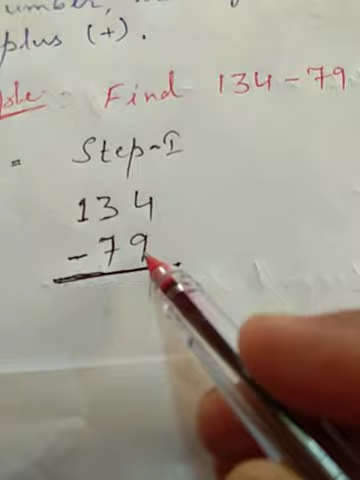 plus (+).
Find 134-79
= Step-I
134
-79